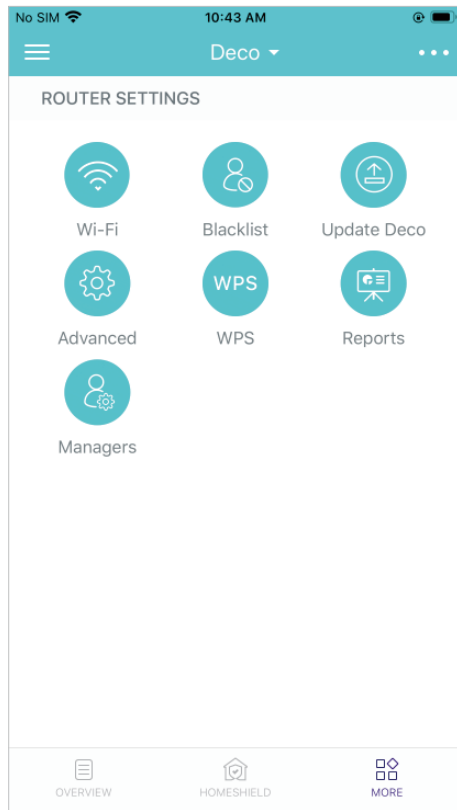 No SIM 10:43 AM
Deco
ROUTER SETTINGS
Wi-Fi Blacklist Update Deco
WPS
Advanced WPS Reports
Managers
OVERVIEW HOMESHIELD MORE